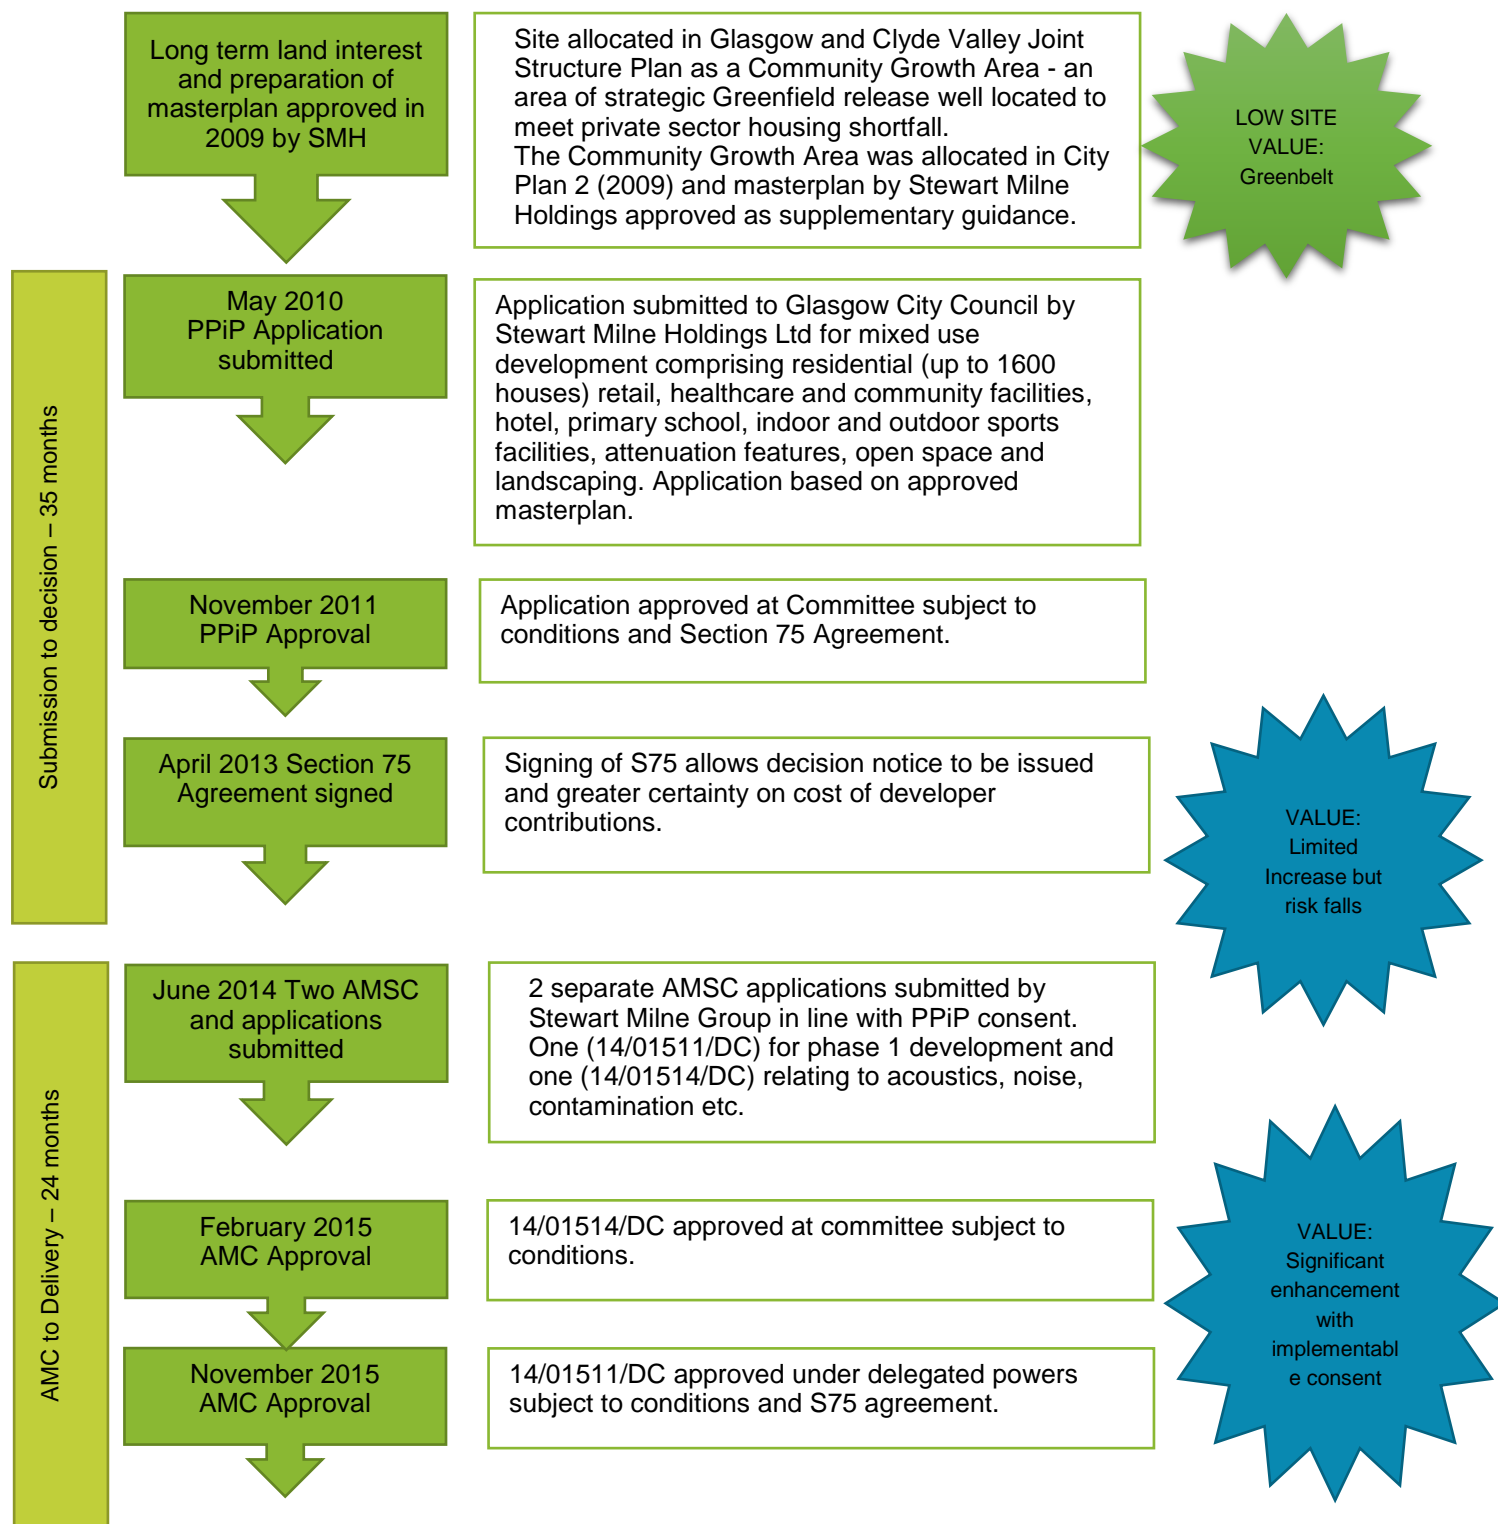 Long term land interest
and preparation of
masterplan approved in
2009 by SMH
Site allocated in Glasgow and Clyde Valley Joint
Structure Plan as a Community Growth Area - an
area of strategic Greenfield release well located to
meet private sector housing shortfall.
The Community Growth Area was allocated in City
Plan 2 (2009) and masterplan by Stewart Milne
Holdings approved as supplementary guidance.
LOW SITE
VALUE:
Greenbelt
Submission to decision – 35 months
May 2010
PPiP Application
submitted
Application submitted to Glasgow City Council by
Stewart Milne Holdings Ltd for mixed use
development comprising residential (up to 1600
houses) retail, healthcare and community facilities,
hotel, primary school, indoor and outdoor sports
facilities, attenuation features, open space and
landscaping. Application based on approved
masterplan.
November 2011
PPiP Approval
Application approved at Committee subject to
conditions and Section 75 Agreement.
April 2013 Section 75
Agreement signed
Signing of S75 allows decision notice to be issued
and greater certainty on cost of developer
contributions.
VALUE:
Limited
Increase but
risk falls
AMC to Delivery – 24 months
June 2014 Two AMSC
and applications
submitted
2 separate AMSC applications submitted by
Stewart Milne Group in line with PPiP consent.
One (14/01511/DC) for phase 1 development and
one (14/01514/DC) relating to acoustics, noise,
contamination etc.
February 2015
AMC Approval
14/01514/DC approved at committee subject to
conditions.
VALUE:
Significant
enhancement
with
implementabl
e consent
November 2015
AMC Approval
14/01511/DC approved under delegated powers
subject to conditions and S75 agreement.